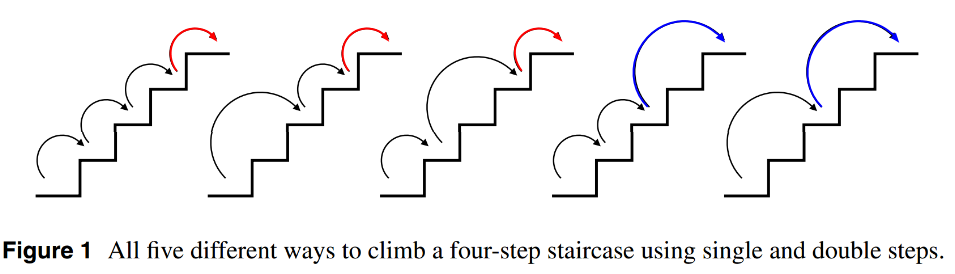 Figure 1 All five different ways to climb a four-step staircase using single and double steps.